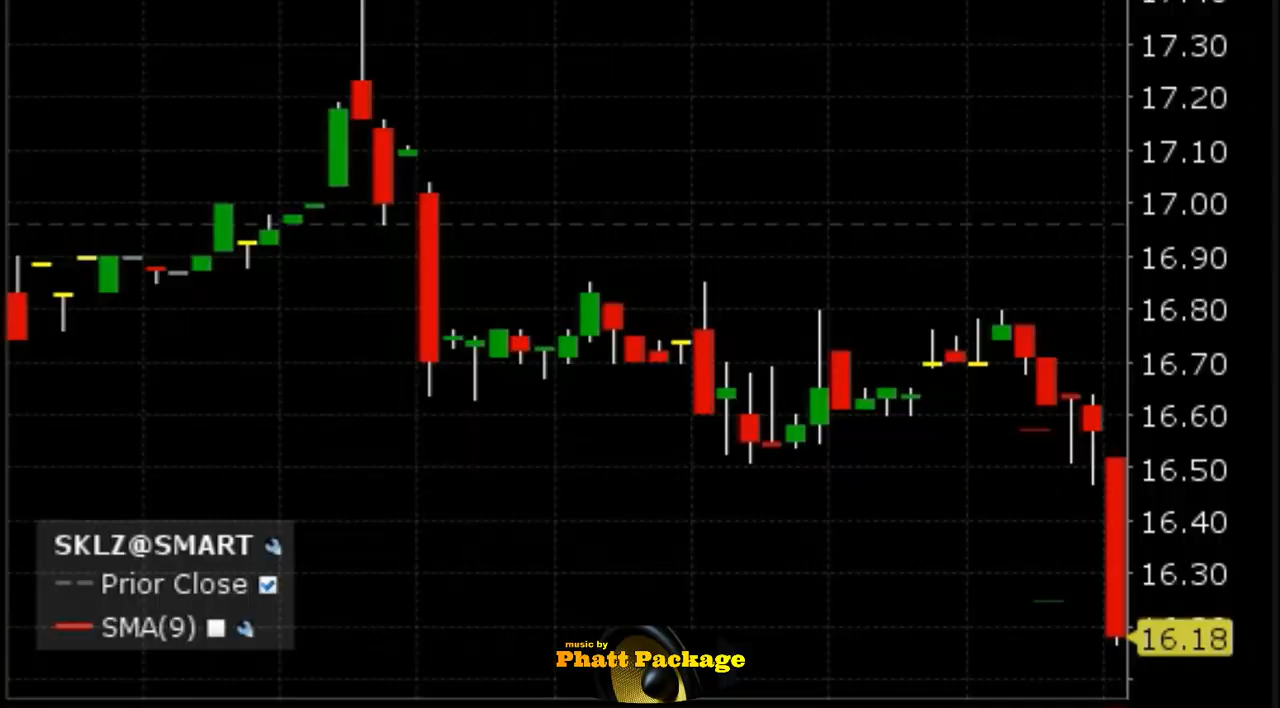 17.30
17.20
17.10
17.00
16.90
16.80
16.70
16.60
16.50
16.40
16.30
16.18
SKLZ@SMART
Prior Close
SMA(9)
music by
Phatt Package